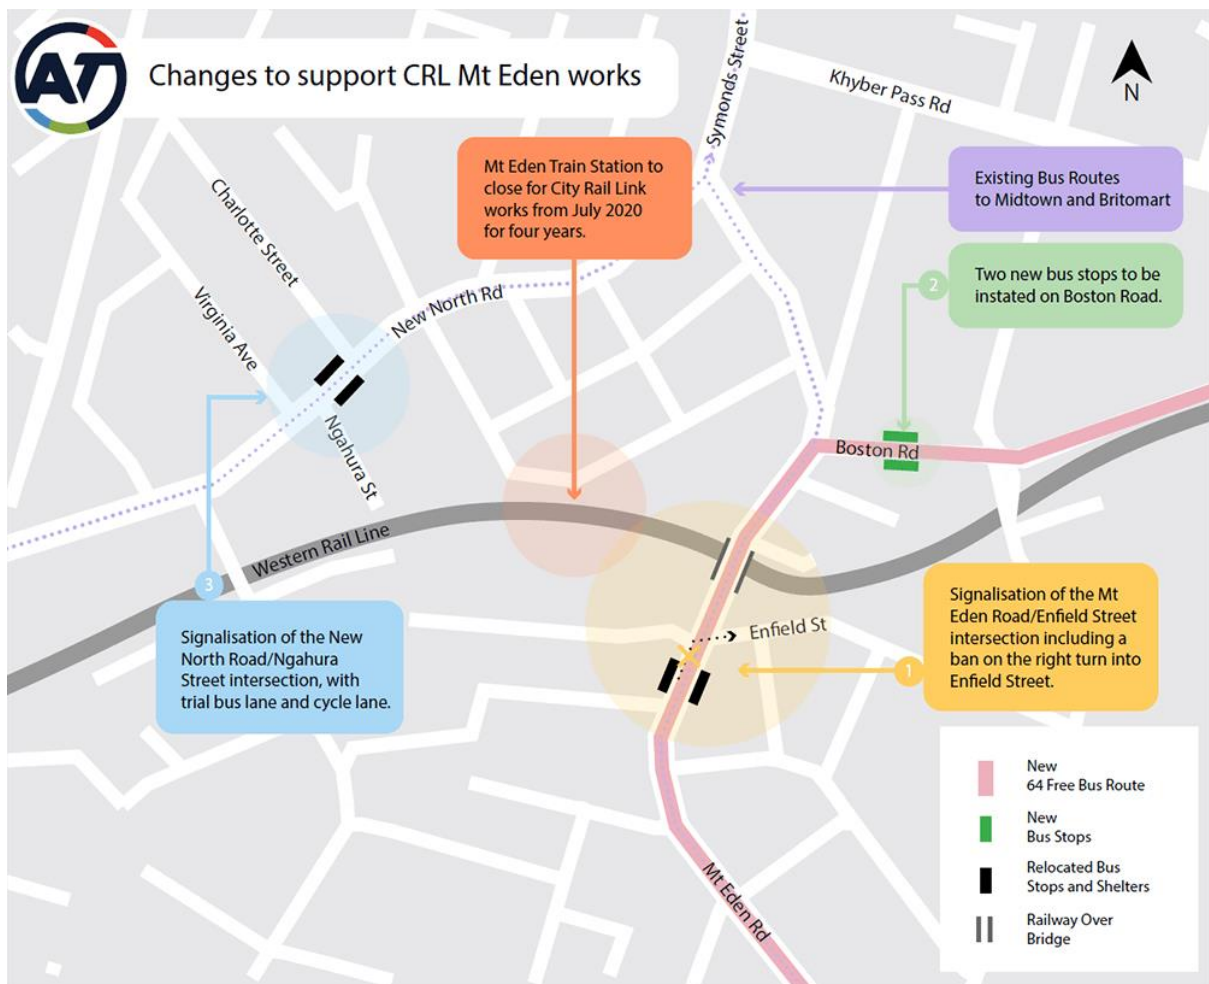 AT
Changes to support CRL Mt Eden works
N
Symonds Street
Khyber Pass Rd
Mt Eden Train Station to
close for City Rail Link
works from July 2020
for four years.
Existing Bus Routes
to Midtown and Britomart
Charlotte Street
Virginia Ave
New North Rd
2
Two new bus stops to be
instated on Boston Road.
Ngahura St
Boston Rd
Western Rail Line
3
Signalisation of the New
North Road/Ngahura
Street intersection, with
trial bus lane and cycle lane.
Enfield St
1
Signalisation of the Mt
Eden Road/Enfield Street
intersection including a
ban on the right turn into
Enfield Street.
Mt Eden Rd
New
64 Free Bus Route
New
Bus Stops
Relocated Bus
Stops and Shelters
Railway Over
Bridge